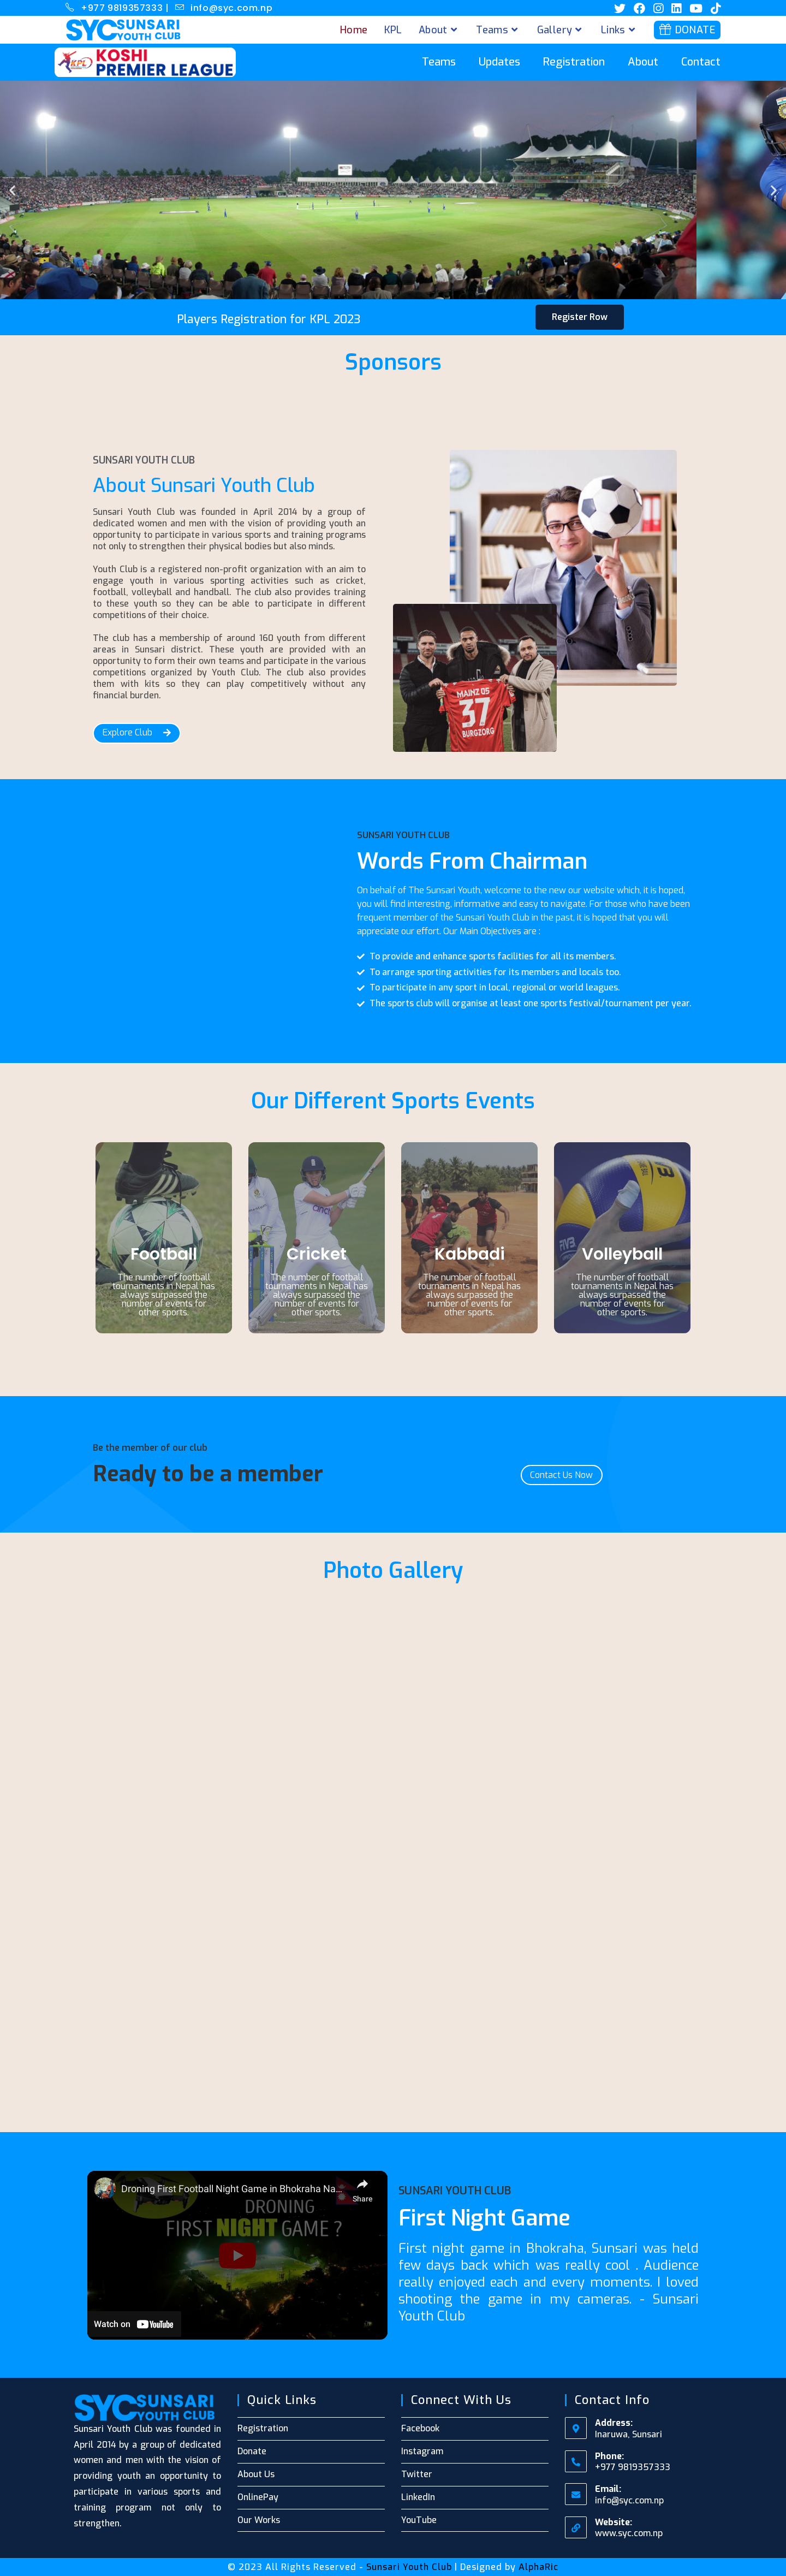 +977 9819357333 | info@syc.com.np
SYC SUNSARI YOUTH CLUB
Home KPL About Teams Gallery Links DONATE
KPL KOSHI PREMIER LEAGUE
Teams Updates Registration About Contact
Players Registration for KPL 2023
Register Row
Sponsors
SUNSARI YOUTH CLUB
About Sunsari Youth Club
Sunsari Youth Club was founded in April 2014 by a group of
dedicated women and men with the vision of providing youth an
opportunity to participate in various sports and training programs
not only to strengthen their physical bodies but also minds.
Youth Club is a registered non-profit organization with an aim to
engage youth in various sporting activities such as cricket,
football, volleyball and handball. The club also provides training
to these youth so they can be able to participate in different
competitions of their choice.
The club has a membership of around 160 youth from different
areas in Sunsari district. These youth are provided with an
opportunity to form their own teams and participate in the various
competitions organized by Youth Club. The club also provides
them with kits so they can play competitively without any
financial burden.
Explore Club
MAINZ 05
37
BURGZORG
SUNSARI YOUTH CLUB
Words From Chairman
On behalf of The Sunsari Youth, welcome to the new our website which, it is hoped,
you will find interesting, informative and easy to navigate. For those who have been
frequent member of the Sunsari Youth Club in the past, it is hoped that you will
appreciate our effort. Our Main Objectives are :
To provide and enhance sports facilities for all its members.
To arrange sporting activities for its members and locals too.
To participate in any sport in local, regional or world leagues.
The sports club will organise at least one sports festival/tournament per year.
Our Different Sports Events
Football
The number of football
tournaments in Nepal has
always surpassed the
number of events for
other sports.
Cricket
The number of football
tournaments in Nepal has
always surpassed the
number of events for
other sports.
Kabbadi
The number of football
tournaments in Nepal has
always surpassed the
number of events for
other sports.
Volleyball
The number of football
tournaments in Nepal has
always surpassed the
number of events for
other sports.
Be the member of our club
Ready to be a member
Contact Us Now
Photo Gallery
Droning First Football Night Game in Bhokraha Na...
Share
DRONING
FIRST NIGHT GAME ?
Watch on YouTube
SUNSARI YOUTH CLUB
First Night Game
First night game in Bhokraha, Sunsari was held
few days back which was really cool . Audience
really enjoyed each and every moments. I loved
shooting the game in my cameras. - Sunsari
Youth Club
SYC SUNSARI YOUTH CLUB
Sunsari Youth Club was founded in
April 2014 by a group of dedicated
women and men with the vision of
providing youth an opportunity to
participate in various sports and
training program not only to
strengthen.
Quick Links
Registration
Donate
About Us
OnlinePay
Our Works
Connect With Us
Facebook
Instagram
Twitter
LinkedIn
YouTube
Contact Info
Address:
Inaruwa, Sunsari
Phone:
+977 9819357333
Email:
info@syc.com.np
Website:
www.syc.com.np
© 2023 All Rights Reserved - Sunsari Youth Club | Designed by AlphaRic